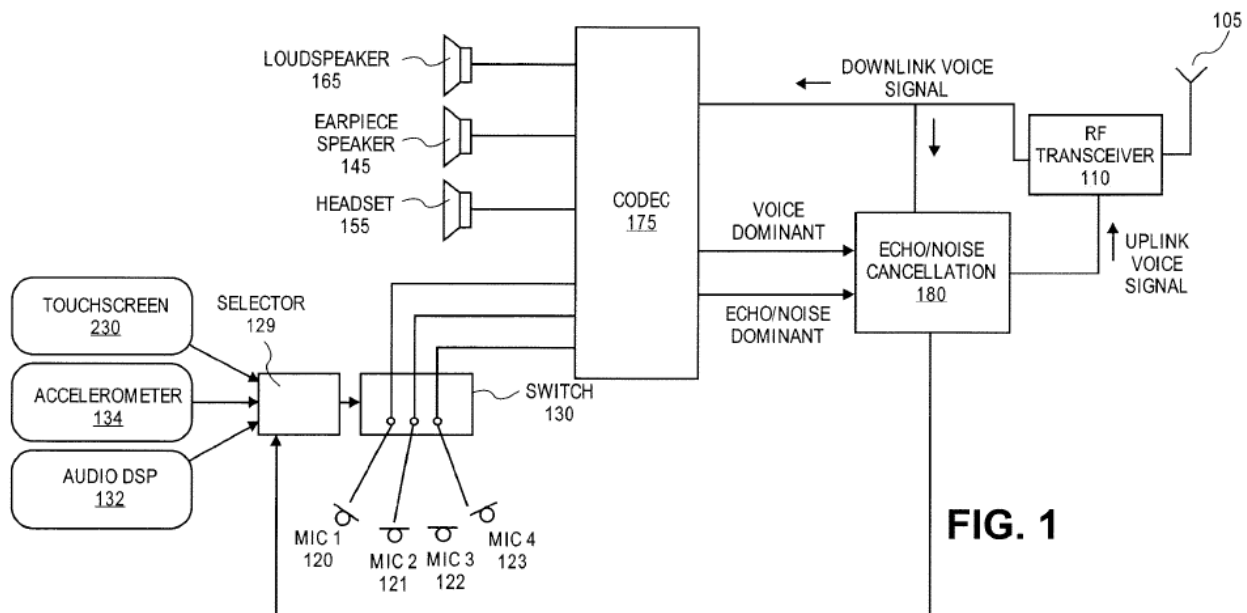 105
LOUDSPEAKER
165
DOWNLINK VOICE
SIGNAL
EARPIECE
SPEAKER
145
RF
TRANSCEIVER
110
HEADSET
155
CODEC
175
VOICE
DOMINANT
ECHO/NOISE
CANCELLATION
180
UPLINK
VOICE
SIGNAL
ECHO/NOISE
DOMINANT
TOUCHSCREEN
230
SELECTOR
129
ACCELEROMETER
134
SWITCH
130
AUDIO DSP
132
MIC 1
120
MIC 2
121
MIC 3
122
MIC 4
123
FIG. 1